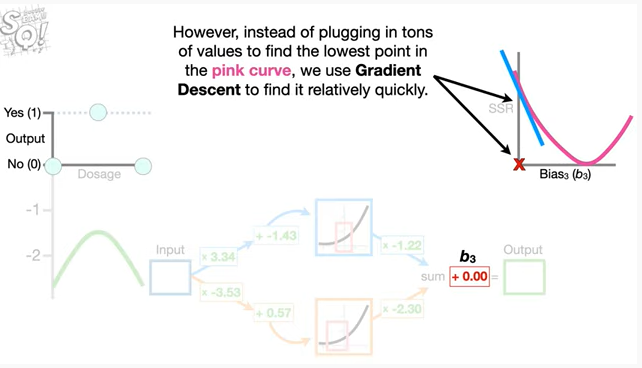 However, instead of plugging in tons
of values to find the lowest point in
the pink curve, we use Gradient
Descent to find it relatively quickly.
SSR
Bias₃ (b₃)
Yes (1)
Output
No (0)
Dosage
-1
-2
Input
x 3.34
+ -1.43
x -1.22
b₃
Output
sum + 0.00 =
x -3.53
+ 0.57
x -2.30